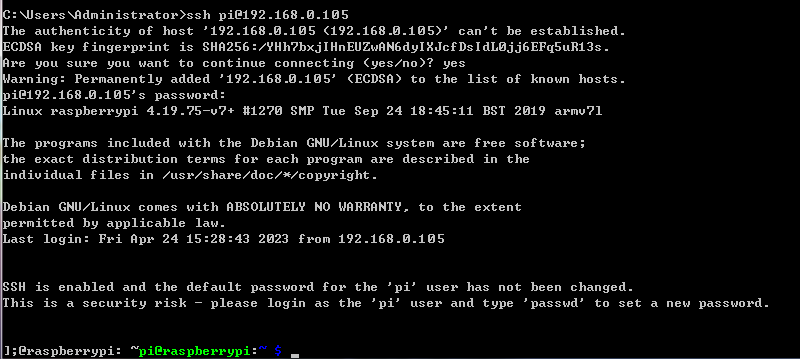 C:\Users\Administrator>ssh pi@192.168.0.105
The authenticity of host '192.168.0.105 (192.168.0.105)' can't be established.
ECDSA key fingerprint is SHA256:/YHh7bxjIHnEUZwAN6dyIXJcfDsIdL0jj6EFq5uR13s.
Are you sure you want to continue connecting (yes/no)? yes
Warning: Permanently added '192.168.0.105' (ECDSA) to the list of known hosts.
pi@192.168.0.105's password:
Linux raspberrypi 4.19.75-v7+ #1270 SMP Tue Sep 24 18:45:11 BST 2019 armv7l
The programs included with the Debian GNU/Linux system are free software;
the exact distribution terms for each program are described in the
individual files in /usr/share/doc/*/copyright.
Debian GNU/Linux comes with ABSOLUTELY NO WARRANTY, to the extent
permitted by applicable law.
Last login: Fri Apr 24 15:28:43 2023 from 192.168.0.105
SSH is enabled and the default password for the 'pi' user has not been changed.
This is a security risk - please login as the 'pi' user and type 'passwd' to set a new password.
];@raspberrypi: ~pi@raspberrypi:~ $